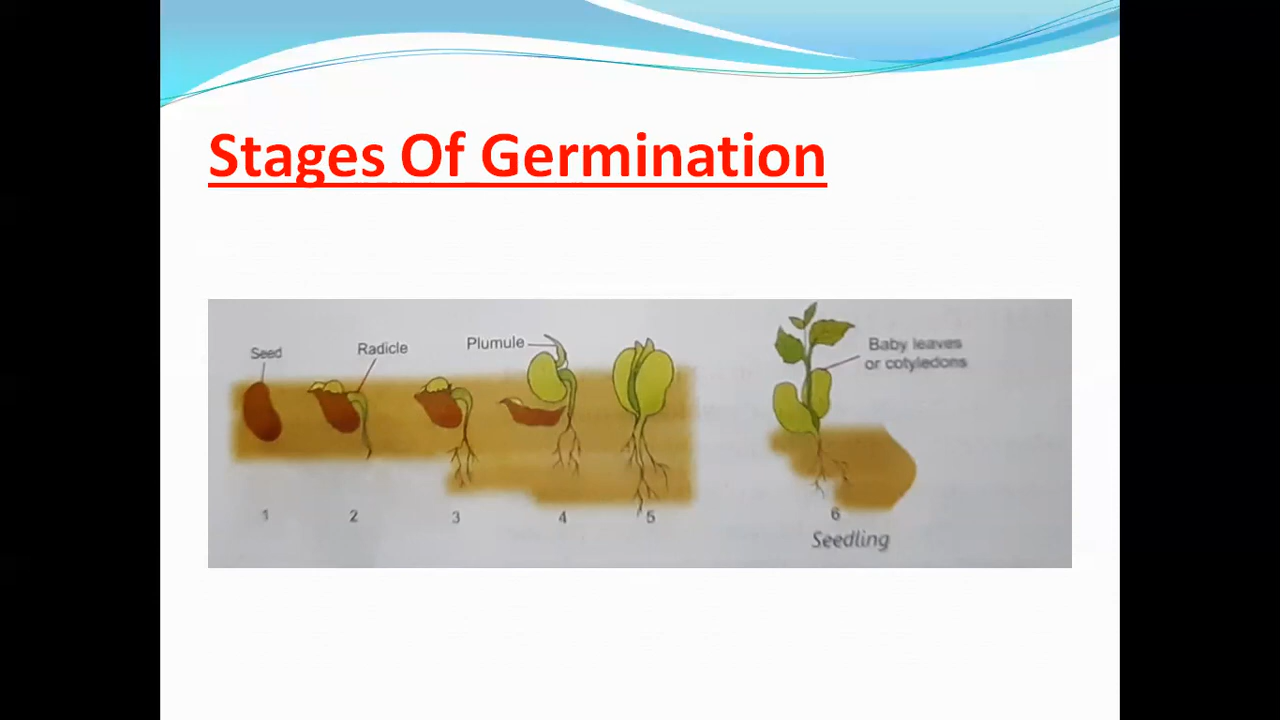 Stages Of Germination
Seed
Radicle
Plumule
Baby leaves
or cotyledons
1
2
3
4
5
6
Seedling